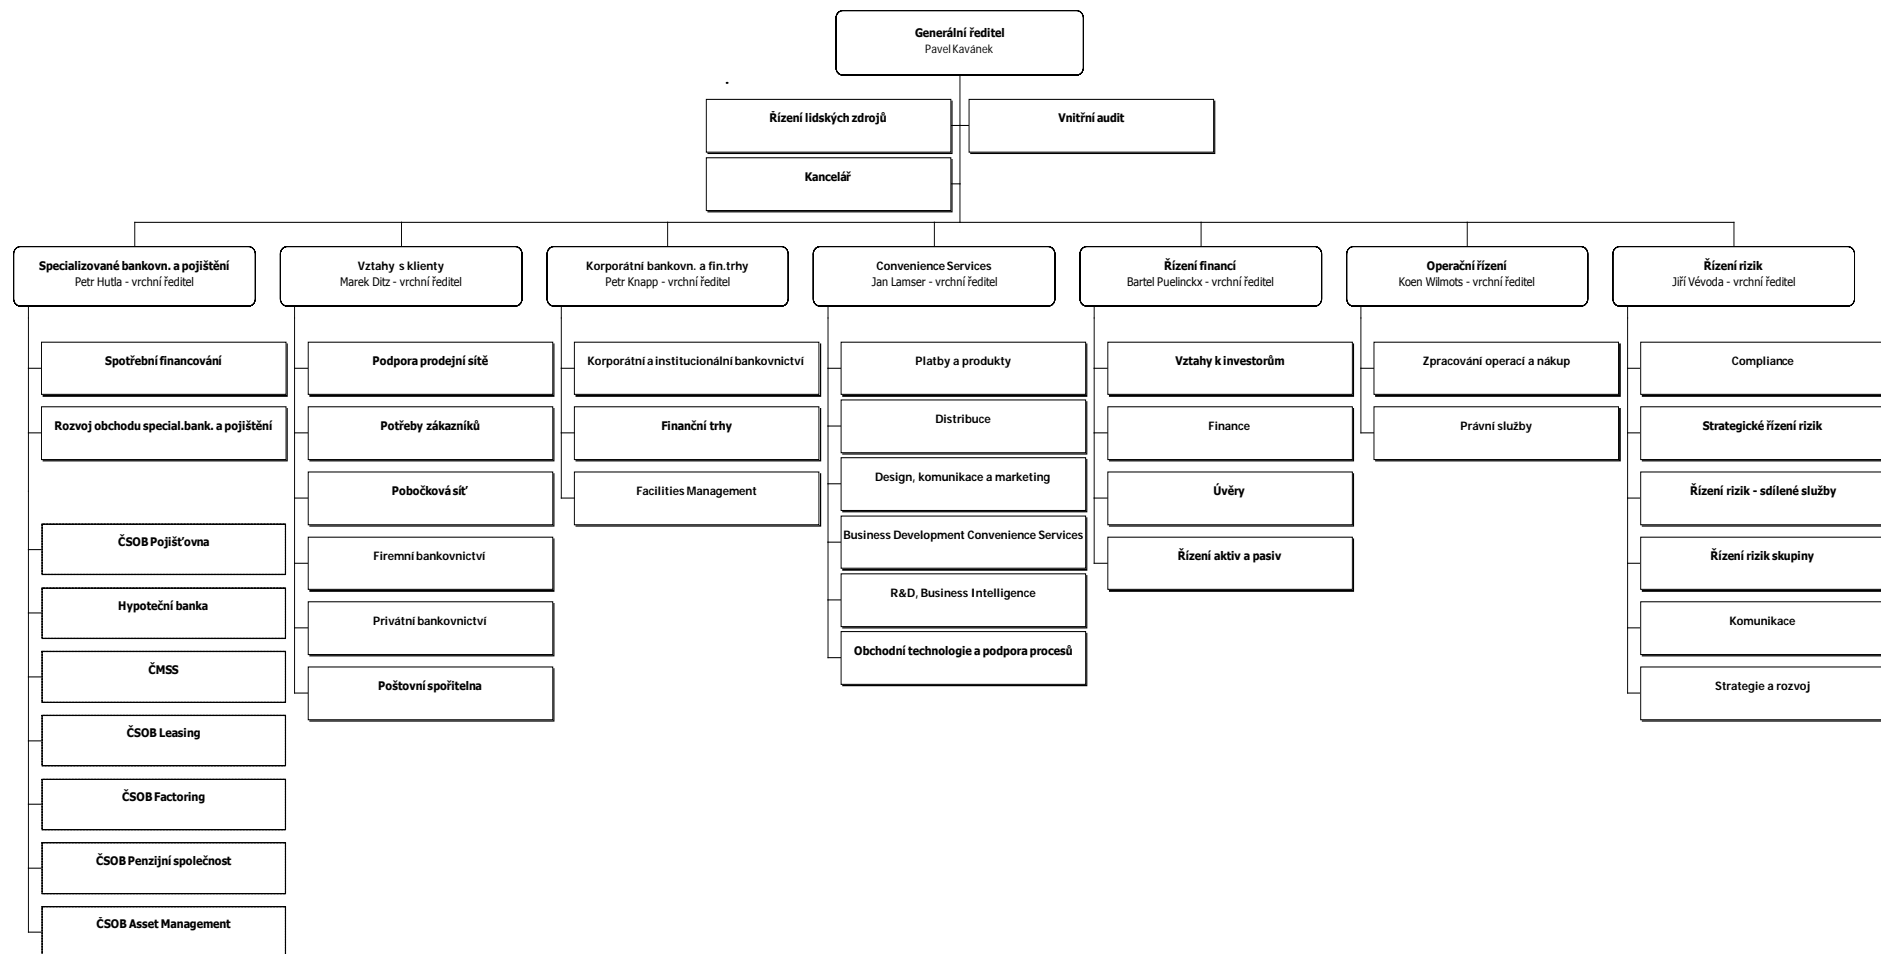 Generální ředitel
Pavel Kavánek
Řízení lidských zdrojů
Vnitřní audit
Kancelář
Specializované bankovn. a pojištění
Petr Hutla - vrchní ředitel
Spotřební financování
Rozvoj obchodu special.bank. a pojištění
ČSOB Pojišťovna
Hypoteční banka
ČMSS
ČSOB Leasing
ČSOB Factoring
ČSOB Penzijní společnost
ČSOB Asset Management
Vztahy s klienty
Marek Ditz - vrchní ředitel
Podpora prodejní sítě
Potřeby zákazníků
Pobočková síť
Firemní bankovnictví
Privátní bankovnictví
Poštovní spořitelna
Korporátní bankovn. a fin.trhy
Petr Knapp - vrchní ředitel
Korporátní a institucionální bankovnictví
Finanční trhy
Facilities Management
Convenience Services
Jan Lamser - vrchní ředitel
Platby a produkty
Distribuce
Design, komunikace a marketing
Business Development Convenience Services
R&D, Business Intelligence
Obchodní technologie a podpora procesů
Řízení financí
Bartel Puelinckx - vrchní ředitel
Vztahy k investorům
Finance
Úvěry
Řízení aktiv a pasiv
Operační řízení
Koen Wilmots - vrchní ředitel
Zpracování operací a nákup
Právní služby
Řízení rizik
Jiří Vévoda - vrchní ředitel
Compliance
Strategické řízení rizik
Řízení rizik - sdílené služby
Řízení rizik skupiny
Komunikace
Strategie a rozvoj